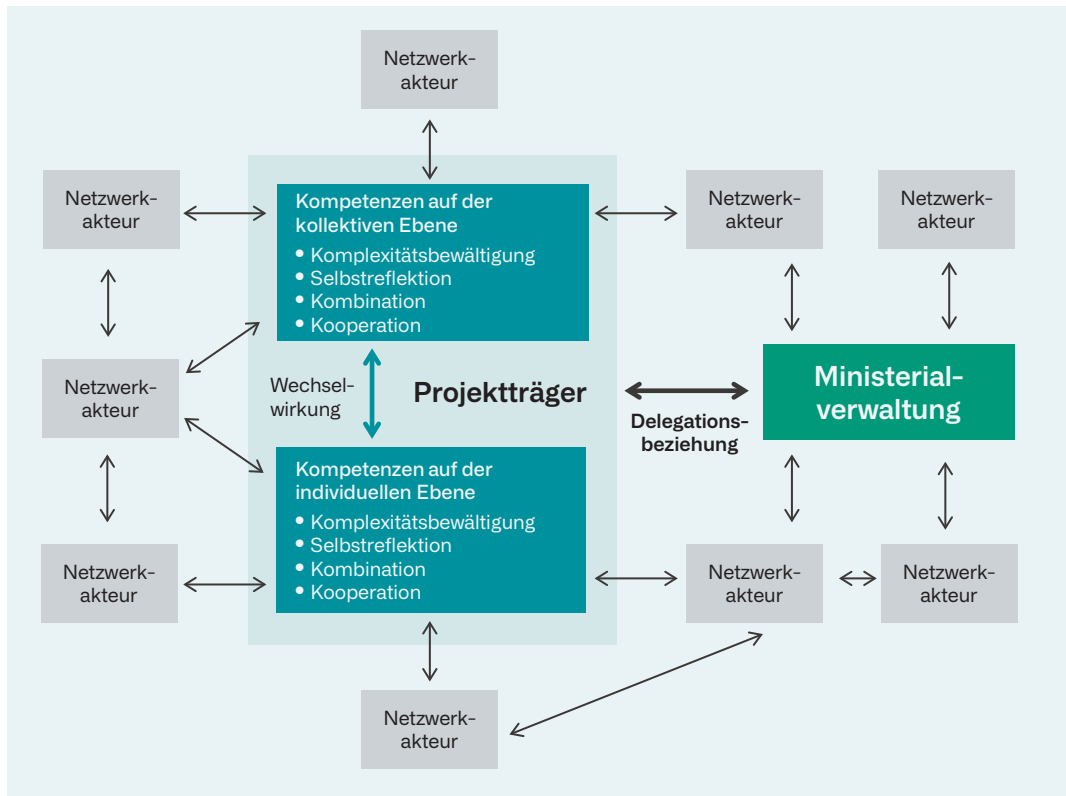 Netzwerk-
akteur
Netzwerk-
akteur
Kompetenzen auf der
kollektiven Ebene
• Komplexitätsbewältigung
• Selbstreflektion
• Kombination
• Kooperation
Netzwerk-
akteur
Netzwerk-
akteur
Netzwerk-
akteur
Wechsel-
wirkung
Projektträger
Delegations-
beziehung
Ministerial-
verwaltung
Kompetenzen auf der
individuellen Ebene
• Komplexitätsbewältigung
• Selbstreflektion
• Kombination
• Kooperation
Netzwerk-
akteur
Netzwerk-
akteur
Netzwerk-
akteur
Netzwerk-
akteur